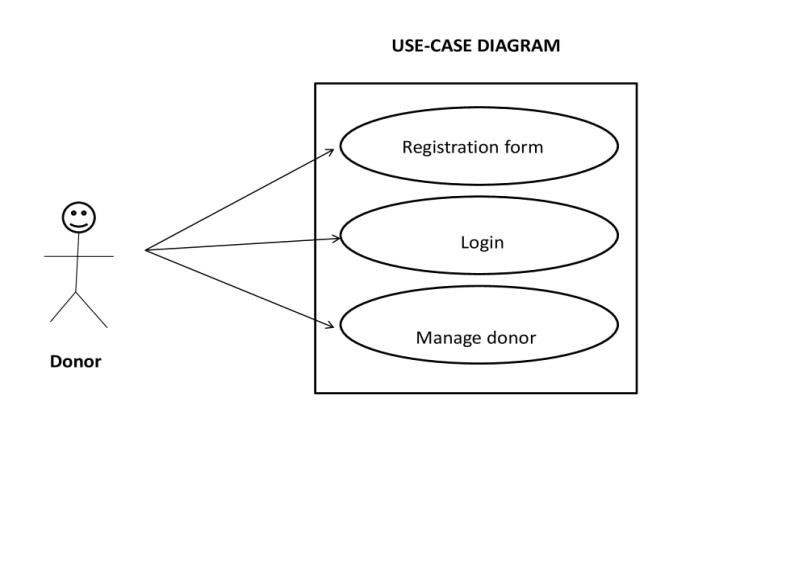 USE-CASE DIAGRAM
Registration form
Login
Manage donor
Donor